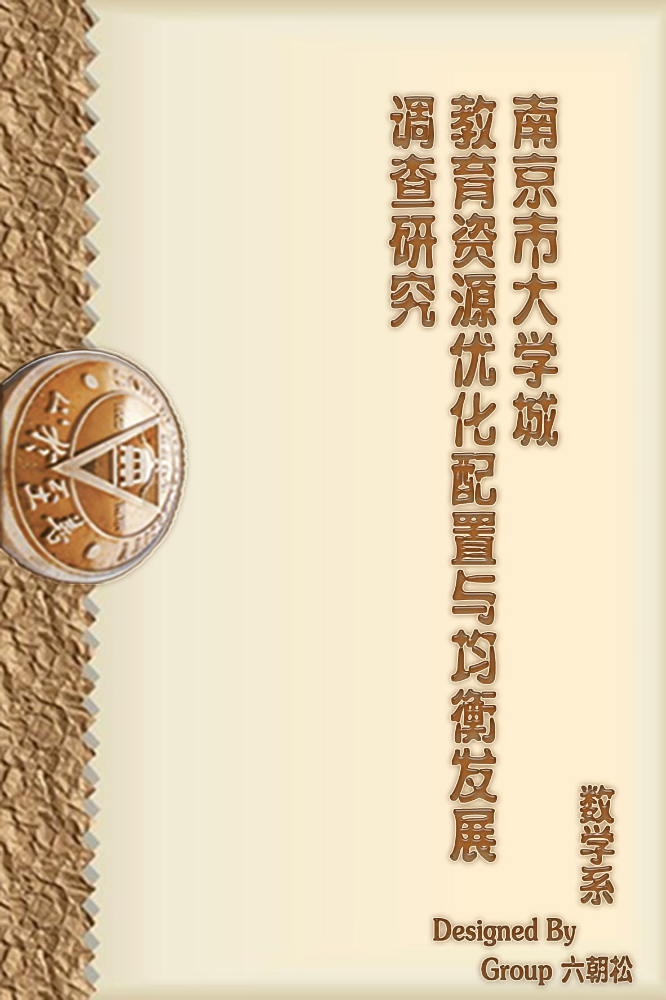 南京市大学城
教育资源优化配置与均衡发展
调查研究
数学系
Designed By
Group 六朝松